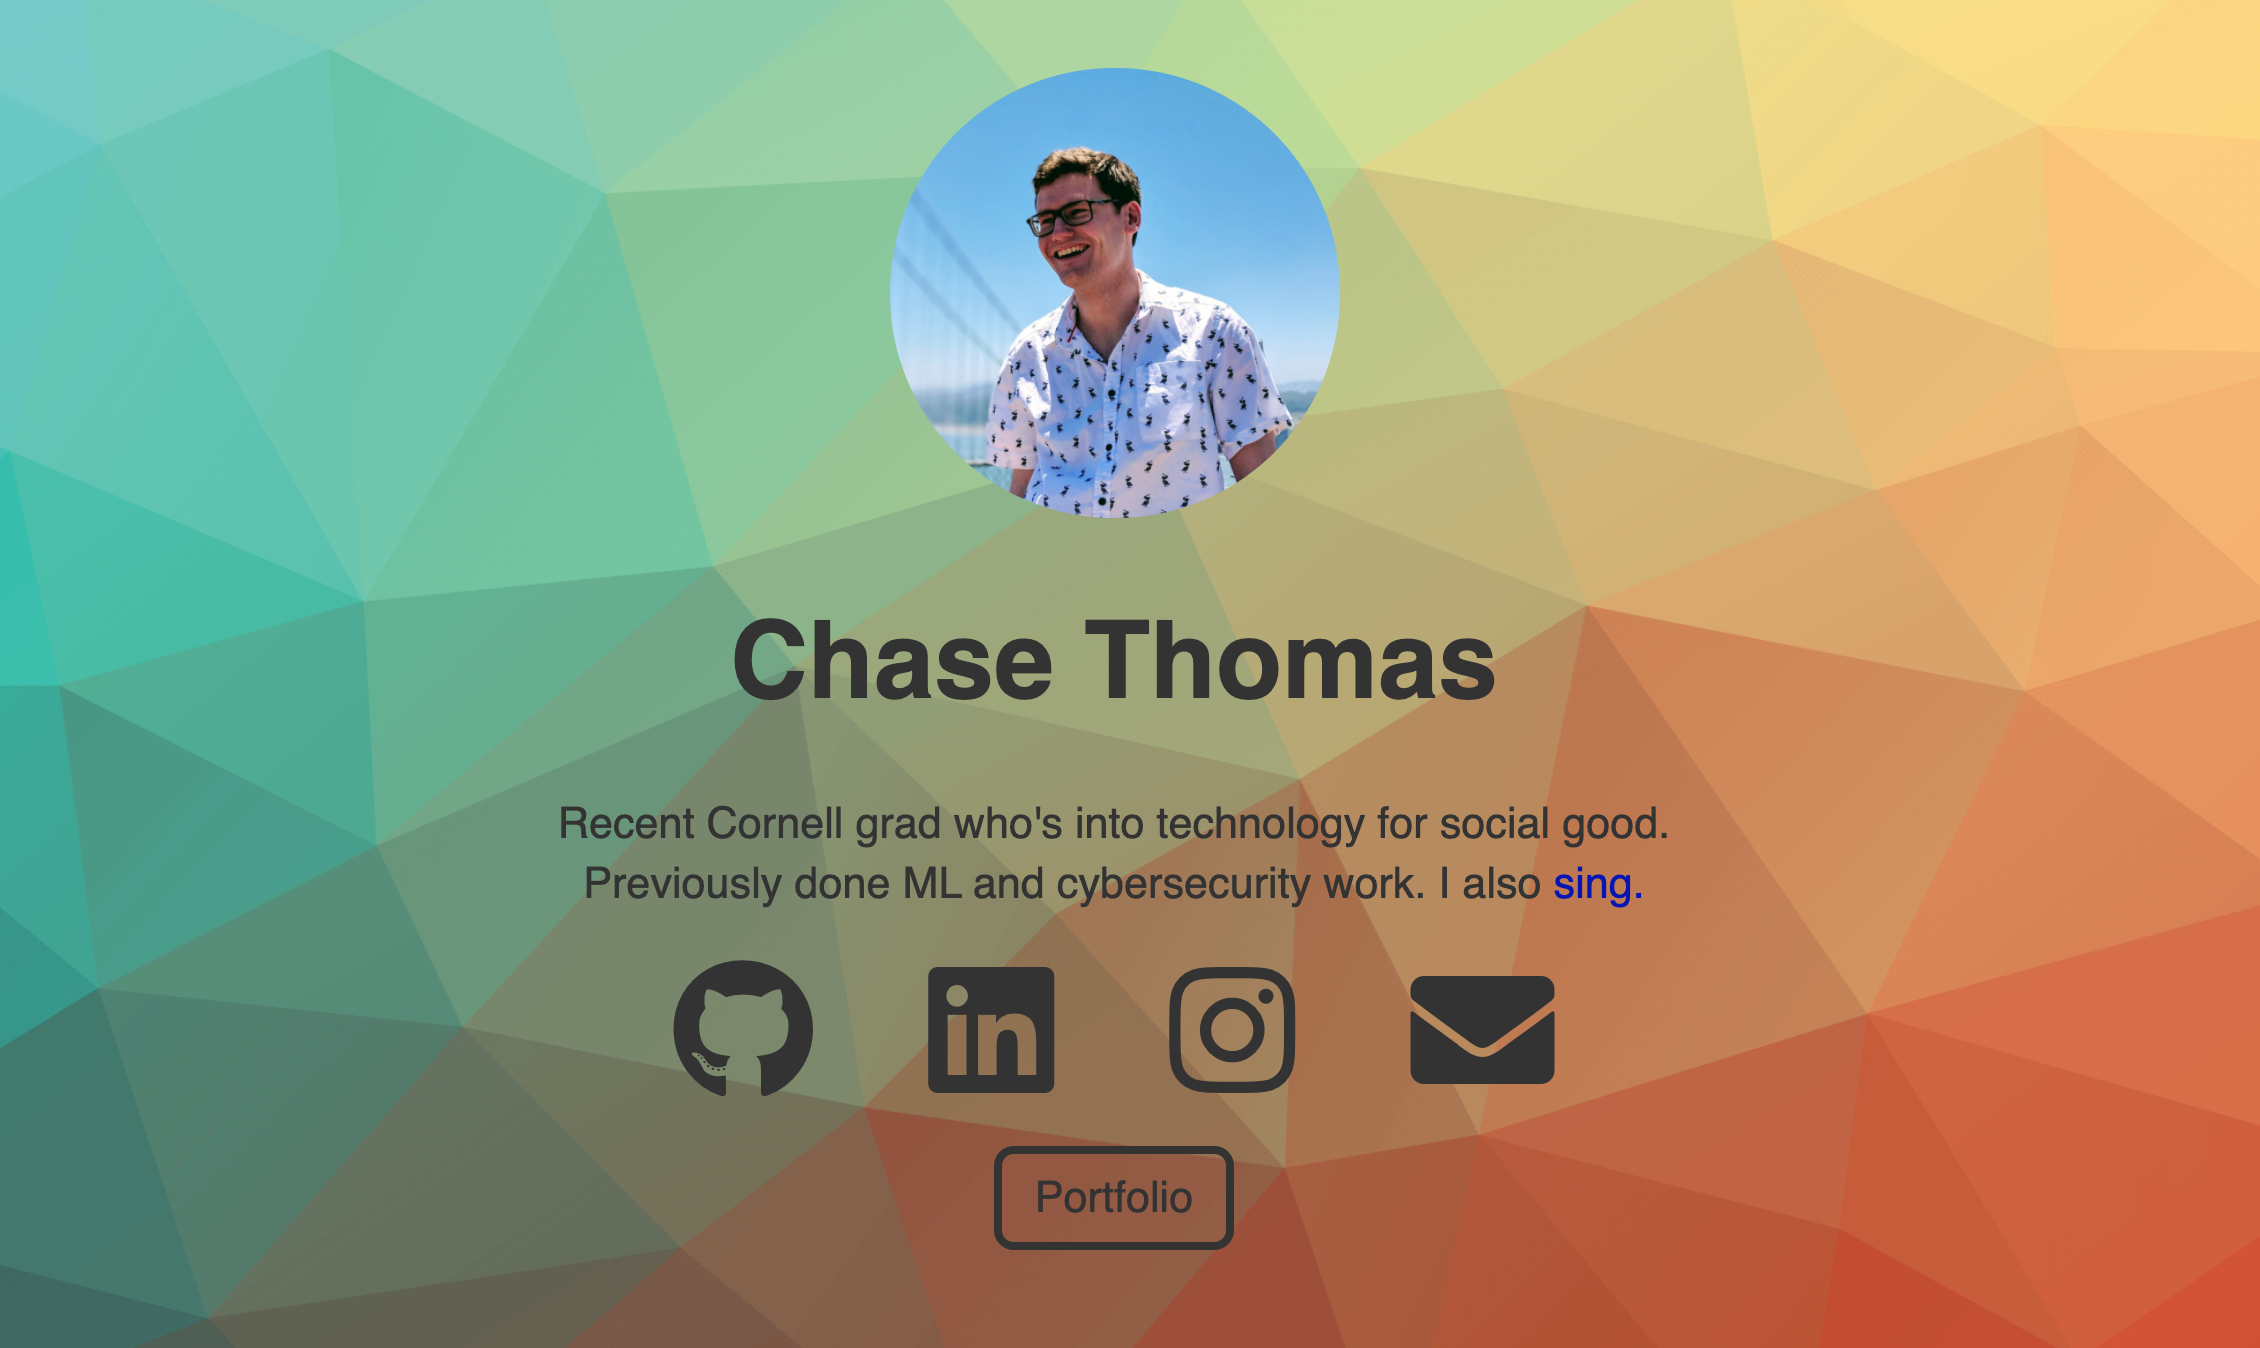 Chase Thomas
Recent Cornell grad who's into technology for social good.
Previously done ML and cybersecurity work. I also sing.
in
Portfolio